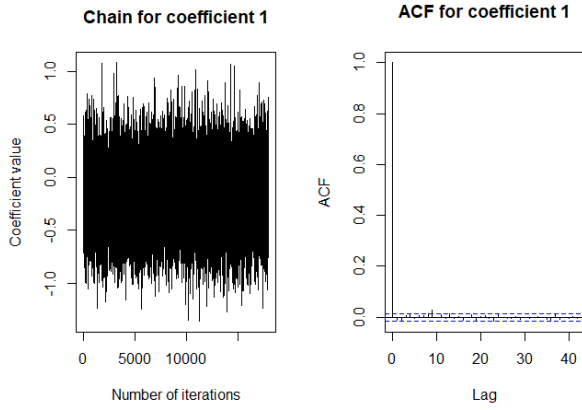 Chain for coefficient 1
Coefficient value
1.0
0.5
0.0
-0.5
-1.0
0 5000 10000
Number of iterations
ACF for coefficient 1
ACF
1.0
0.8
0.6
0.4
0.2
0.0
0 10 20 30 40
Lag